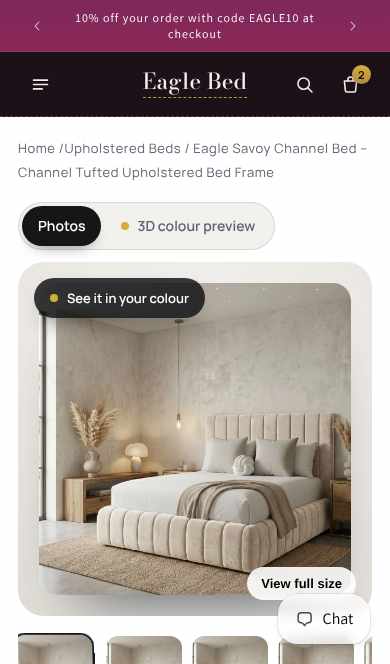 10% off your order with code EAGLE10 at
checkout
Eagle Bed
2
Home /Upholstered Beds / Eagle Savoy Channel Bed –
Channel Tufted Upholstered Bed Frame
Photos
3D colour preview
See it in your colour
View full size
Chat